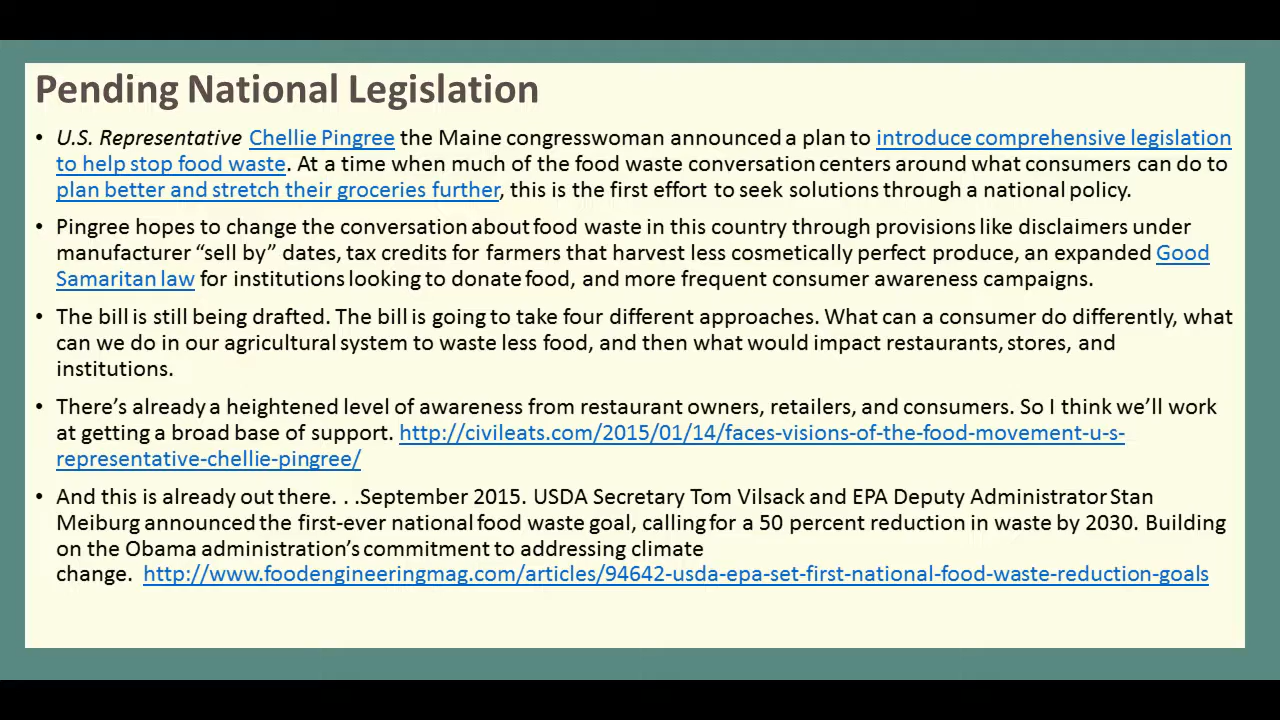 Pending National Legislation
• U.S. Representative Chellie Pingree the Maine congresswoman announced a plan to introduce comprehensive legislation
to help stop food waste. At a time when much of the food waste conversation centers around what consumers can do to
plan better and stretch their groceries further, this is the first effort to seek solutions through a national policy.
• Pingree hopes to change the conversation about food waste in this country through provisions like disclaimers under
manufacturer “sell by” dates, tax credits for farmers that harvest less cosmetically perfect produce, an expanded Good
Samaritan law for institutions looking to donate food, and more frequent consumer awareness campaigns.
• The bill is still being drafted. The bill is going to take four different approaches. What can a consumer do differently, what
can we do in our agricultural system to waste less food, and then what would impact restaurants, stores, and
institutions.
• There’s already a heightened level of awareness from restaurant owners, retailers, and consumers. So I think we’ll work
at getting a broad base of support. http://civileats.com/2015/01/14/faces-visions-of-the-food-movement-u-s-
representative-chellie-pingree/
• And this is already out there. . .September 2015. USDA Secretary Tom Vilsack and EPA Deputy Administrator Stan
Meiburg announced the first-ever national food waste goal, calling for a 50 percent reduction in waste by 2030. Building
on the Obama administration’s commitment to addressing climate
change. http://www.foodengineeringmag.com/articles/94642-usda-epa-set-first-national-food-waste-reduction-goals